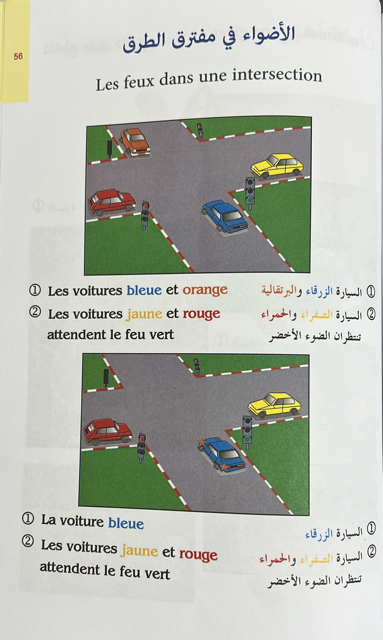 الأضواء في مفترق الطرق
56
Les feux dans une intersection
① Les voitures bleue et orange
① السيارة الزرقاء والبرتقالية
② Les voitures jaune et rouge
attendent le feu vert
② السيارة الصفراء والحمراء
تنتظران الضوء الأخضر
① La voiture bleue
① السيارة الزرقاء
② Les voitures jaune et rouge
attendent le feu vert
② السيارة الصفراء والحمراء
تنتظران الضوء الأخضر